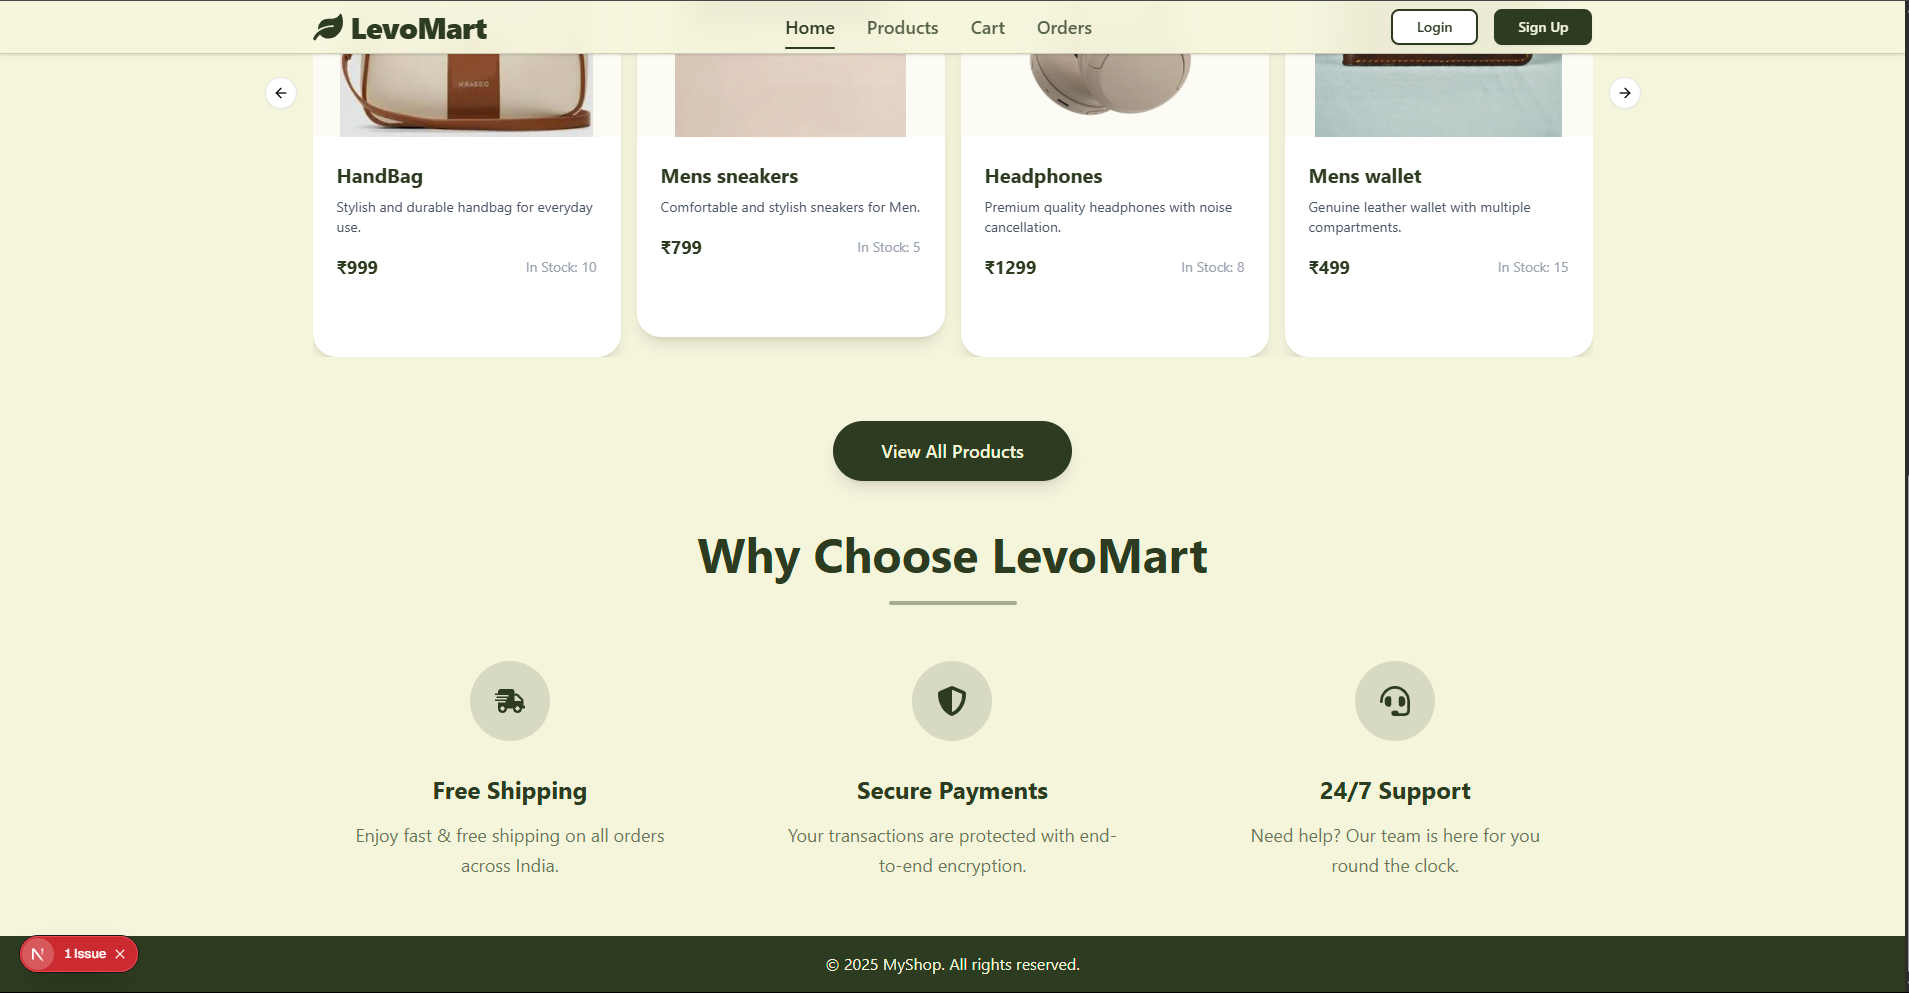 LevoMart
Home Products Cart Orders
Login Sign Up
HandBag
Stylish and durable handbag for everyday
use.
₹999 In Stock: 10
Mens sneakers
Comfortable and stylish sneakers for Men.
₹799 In Stock: 5
Headphones
Premium quality headphones with noise
cancellation.
₹1299 In Stock: 8
Mens wallet
Genuine leather wallet with multiple
compartments.
₹499 In Stock: 15
View All Products
Why Choose LevoMart
Free Shipping
Enjoy fast & free shipping on all orders
across India.
Secure Payments
Your transactions are protected with end-
to-end encryption.
24/7 Support
Need help? Our team is here for you
round the clock.
N 1 Issue
© 2025 MyShop. All rights reserved.